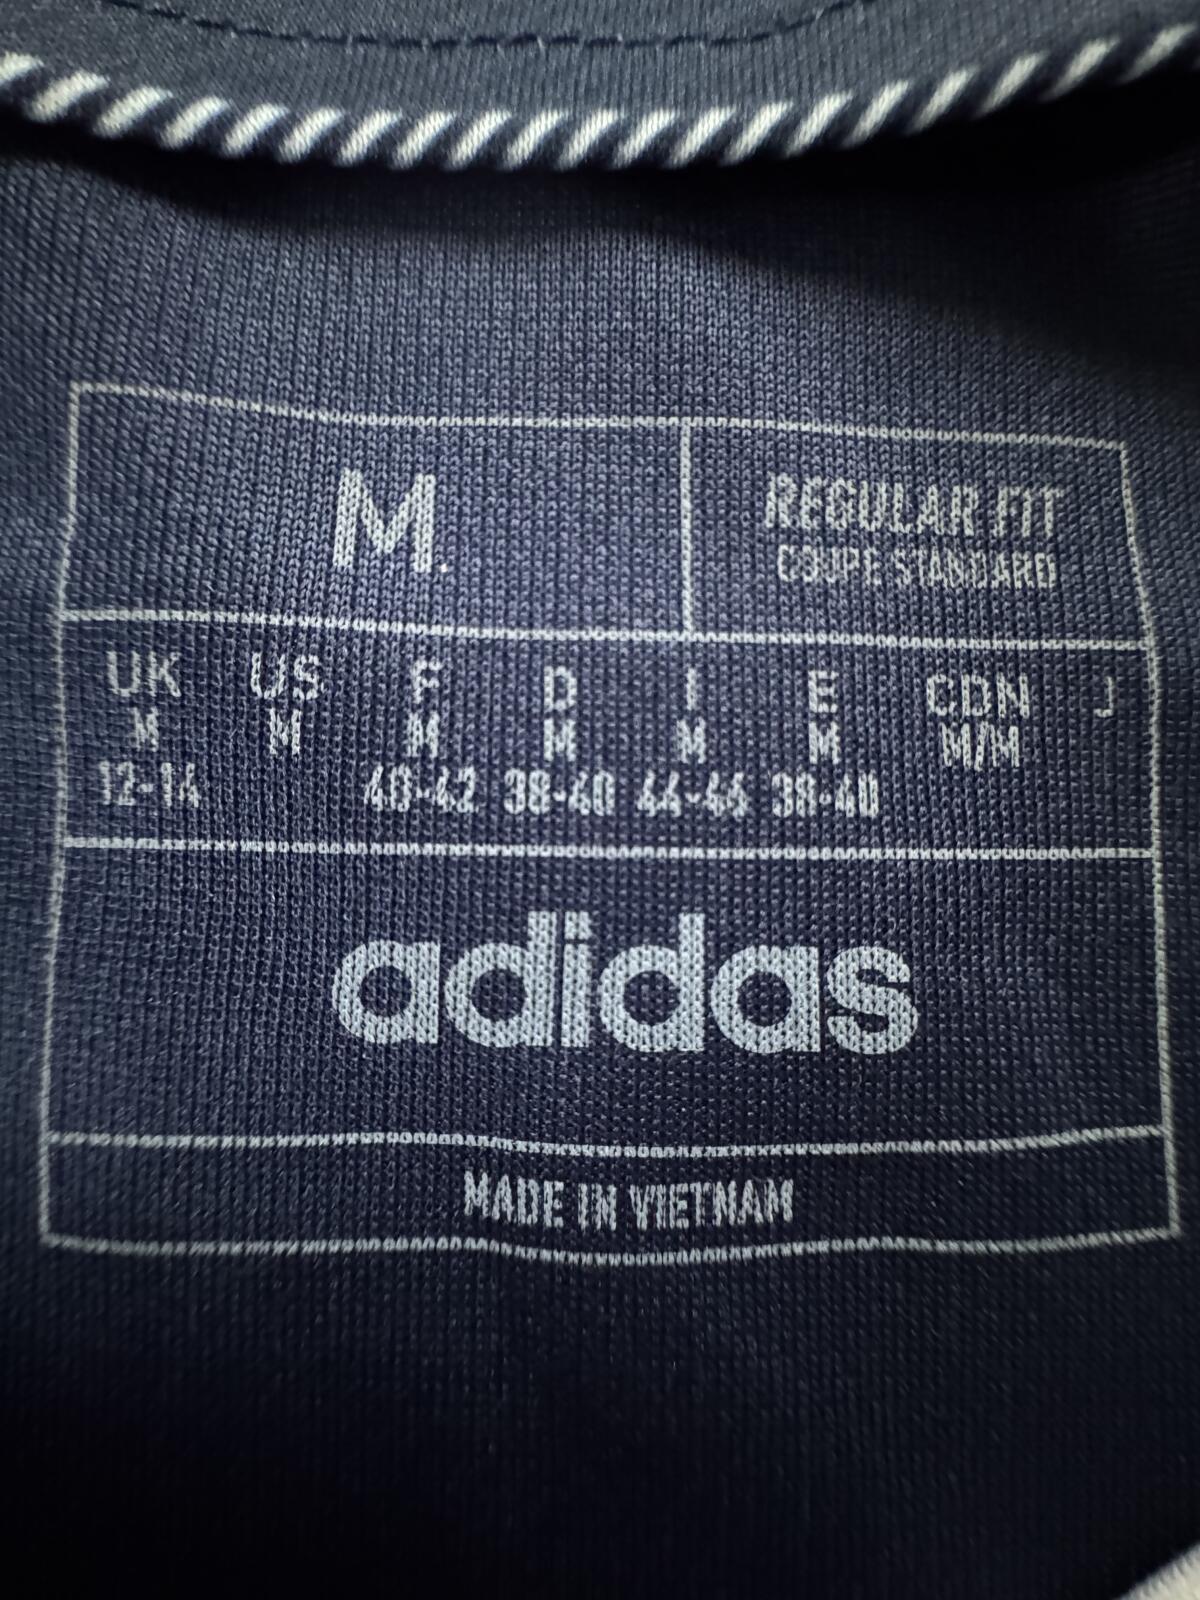 M.
REGULAR FIT
COUPE STANDARD
UK US F D I E CDN J
M M M M M M M/M
12-14 40-42 38-40 44-46 38-40
adidas
MADE IN VIETNAM